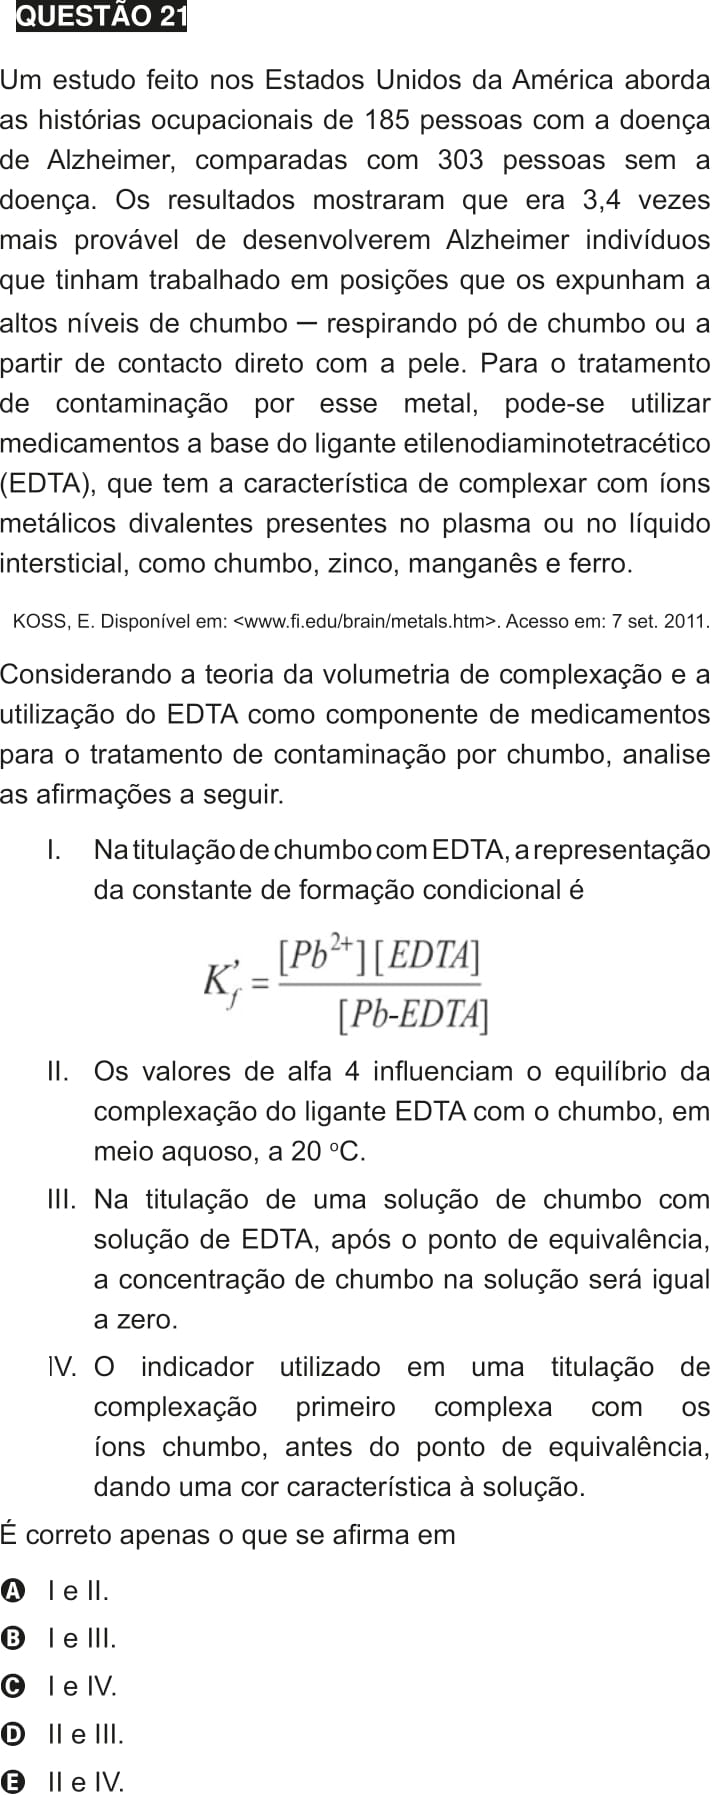 QUESTÃO 21
Um estudo feito nos Estados Unidos da América aborda
as histórias ocupacionais de 185 pessoas com a doença
de Alzheimer, comparadas com 303 pessoas sem a
doença. Os resultados mostraram que era 3,4 vezes
mais provável de desenvolverem Alzheimer indivíduos
que tinham trabalhado em posições que os expunham a
altos níveis de chumbo — respirando pó de chumbo ou a
partir de contacto direto com a pele. Para o tratamento
de contaminação por esse metal, pode-se utilizar
medicamentos a base do ligante etilenodiaminotetracético
(EDTA), que tem a característica de complexar com íons
metálicos divalentes presentes no plasma ou no líquido
intersticial, como chumbo, zinco, manganês e ferro.
KOSS, E. Disponível em: <www.fi.edu/brain/metals.htm>. Acesso em: 7 set. 2011.
Considerando a teoria da volumetria de complexação e a
utilização do EDTA como componente de medicamentos
para o tratamento de contaminação por chumbo, analise
as afirmações a seguir.
I. Na titulação de chumbo com EDTA, a representação
da constante de formação condicional é
K'f = [Pb²⁺][EDTA] / [Pb-EDTA]
II. Os valores de alfa 4 influenciam o equilíbrio da
complexação do ligante EDTA com o chumbo, em
meio aquoso, a 20 ºC.
III. Na titulação de uma solução de chumbo com
solução de EDTA, após o ponto de equivalência,
a concentração de chumbo na solução será igual
a zero.
IV. O indicador utilizado em uma titulação de
complexação primeiro complexa com os
íons chumbo, antes do ponto de equivalência,
dando uma cor característica à solução.
É correto apenas o que se afirma em
A I e II.
B I e III.
C I e IV.
D II e III.
E II e IV.